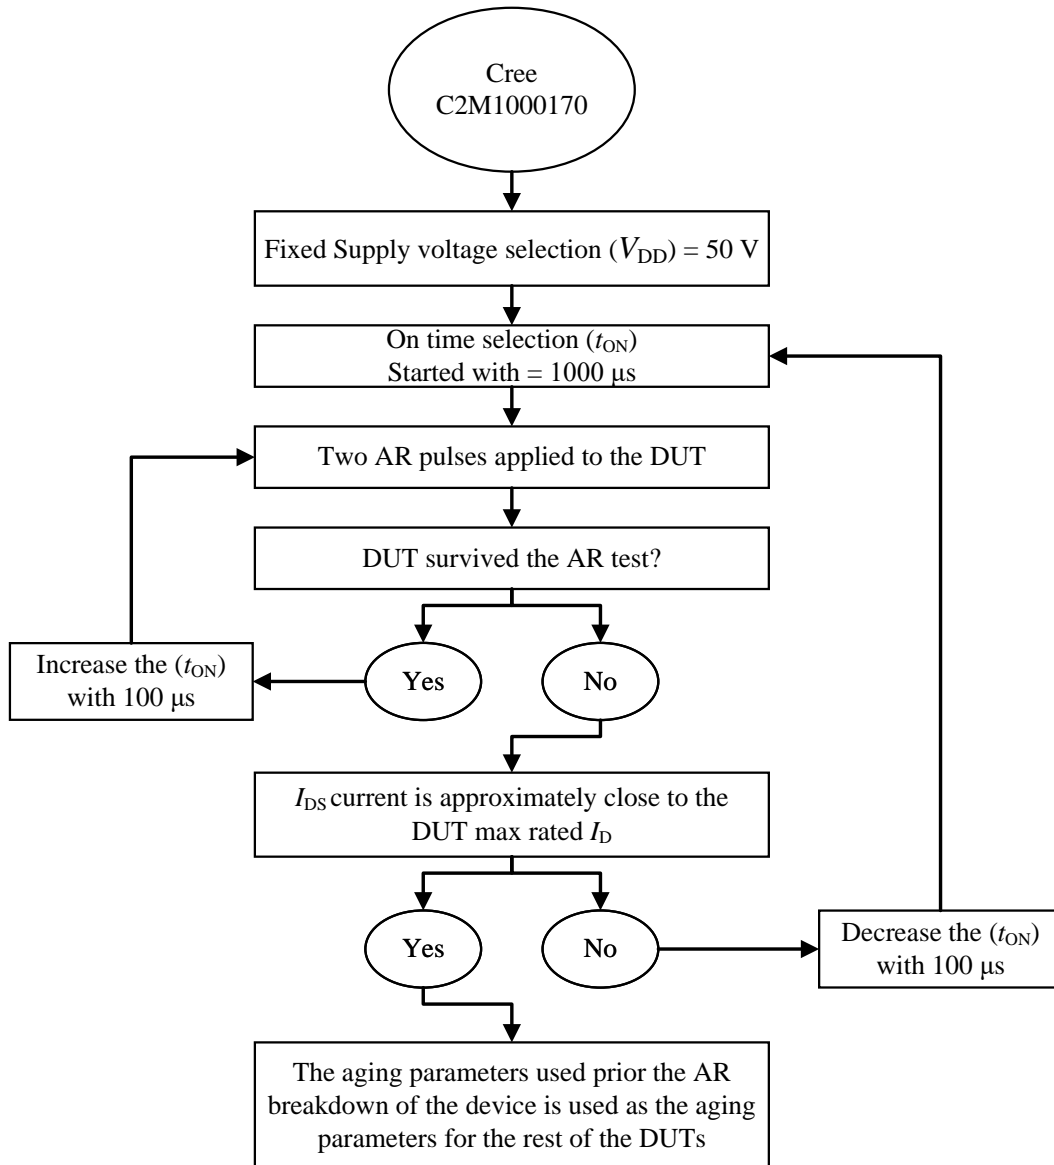 Cree
C2M1000170
Fixed Supply voltage selection (VDD) = 50 V
On time selection (tON)
Started with = 1000 μs
Two AR pulses applied to the DUT
DUT survived the AR test?
Increase the (tON)
with 100 μs
Yes
No
IDS current is approximately close to the
DUT max rated ID
Yes
No
Decrease the (tON)
with 100 μs
The aging parameters used prior the AR
breakdown of the device is used as the aging
parameters for the rest of the DUTs